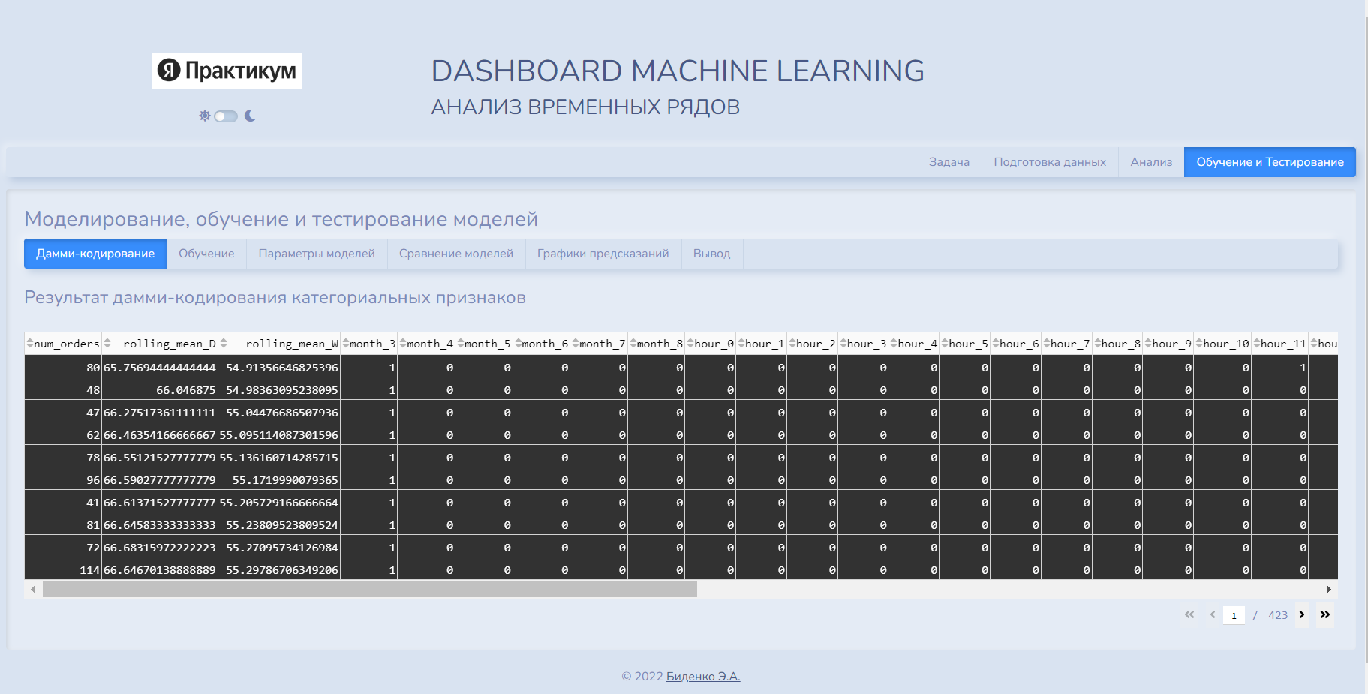 Я Практикум
DASHBOARD MACHINE LEARNING
АНАЛИЗ ВРЕМЕННЫХ РЯДОВ
Задача Подготовка данных Анализ Обучение и Тестирование
Моделирование, обучение и тестирование моделей
Дамми-кодирование Обучение Параметры моделей Сравнение моделей Графики предсказаний Вывод
Результат дамми-кодирования категориальных признаков
num_orders rolling_mean_D rolling_mean_W month_3 month_4 month_5 month_6 month_7 month_8 hour_0 hour_1 hour_2 hour_3 hour_4 hour_5 hour_6 hour_7 hour_8 hour_9 hour_10 hour_11 hou
80 65.75694444444444 54.91356646825396 1 0 0 0 0 0 0 0 0 0 0 0 0 0 0 0 0 1
48 66.046875 54.98363095238095 1 0 0 0 0 0 0 0 0 0 0 0 0 0 0 0 0 0
47 66.27517361111111 55.04476686507936 1 0 0 0 0 0 0 0 0 0 0 0 0 0 0 0 0 0
62 66.46354166666667 55.095114087301596 1 0 0 0 0 0 0 0 0 0 0 0 0 0 0 0 0 0
78 66.55121527777779 55.136160714285715 1 0 0 0 0 0 0 0 0 0 0 0 0 0 0 0 0 0
96 66.59027777777779 55.1719990079365 1 0 0 0 0 0 0 0 0 0 0 0 0 0 0 0 0 0
41 66.61371527777777 55.205729166666664 1 0 0 0 0 0 0 0 0 0 0 0 0 0 0 0 0 0
81 66.64583333333333 55.23809523809524 1 0 0 0 0 0 0 0 0 0 0 0 0 0 0 0 0 0
72 66.68315972222223 55.27095734126984 1 0 0 0 0 0 0 0 0 0 0 0 0 0 0 0 0 0
114 66.64670138888889 55.29786706349206 1 0 0 0 0 0 0 0 0 0 0 0 0 0 0 0 0 0
1 / 423
© 2022 Биденко Э.А.